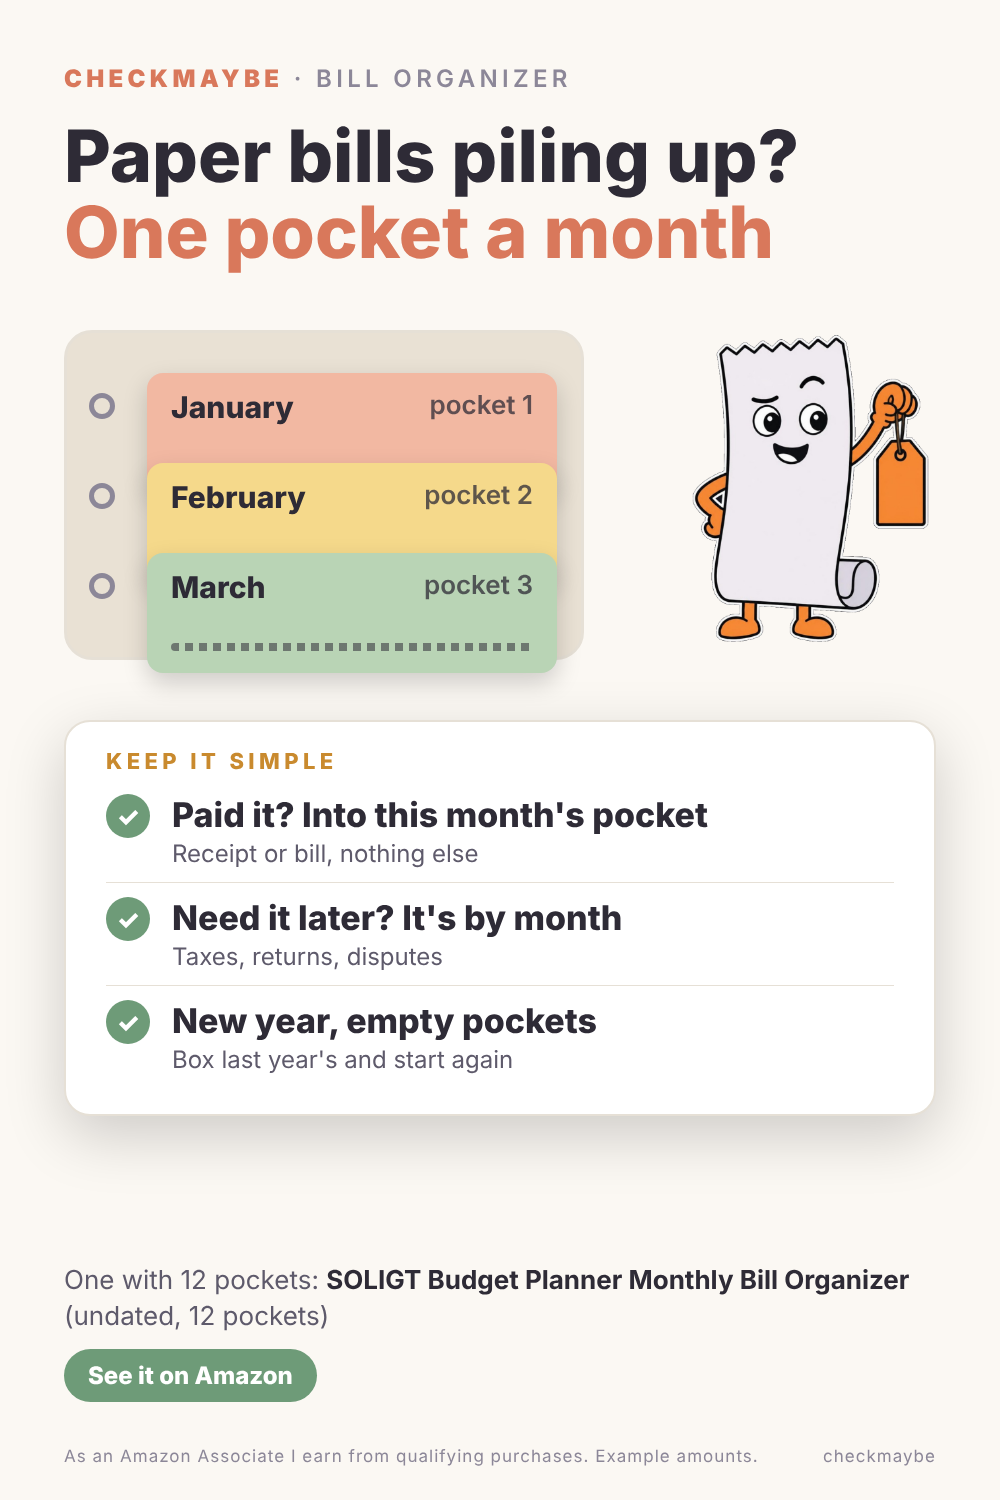 CHECKMAYBE · BILL ORGANIZER
Paper bills piling up?
One pocket a month
January pocket 1
February pocket 2
March pocket 3
KEEP IT SIMPLE
Paid it? Into this month's pocket
Receipt or bill, nothing else
Need it later? It's by month
Taxes, returns, disputes
New year, empty pockets
Box last year's and start again
One with 12 pockets: SOLIGT Budget Planner Monthly Bill Organizer
(undated, 12 pockets)
See it on Amazon
As an Amazon Associate I earn from qualifying purchases. Example amounts. checkmaybe